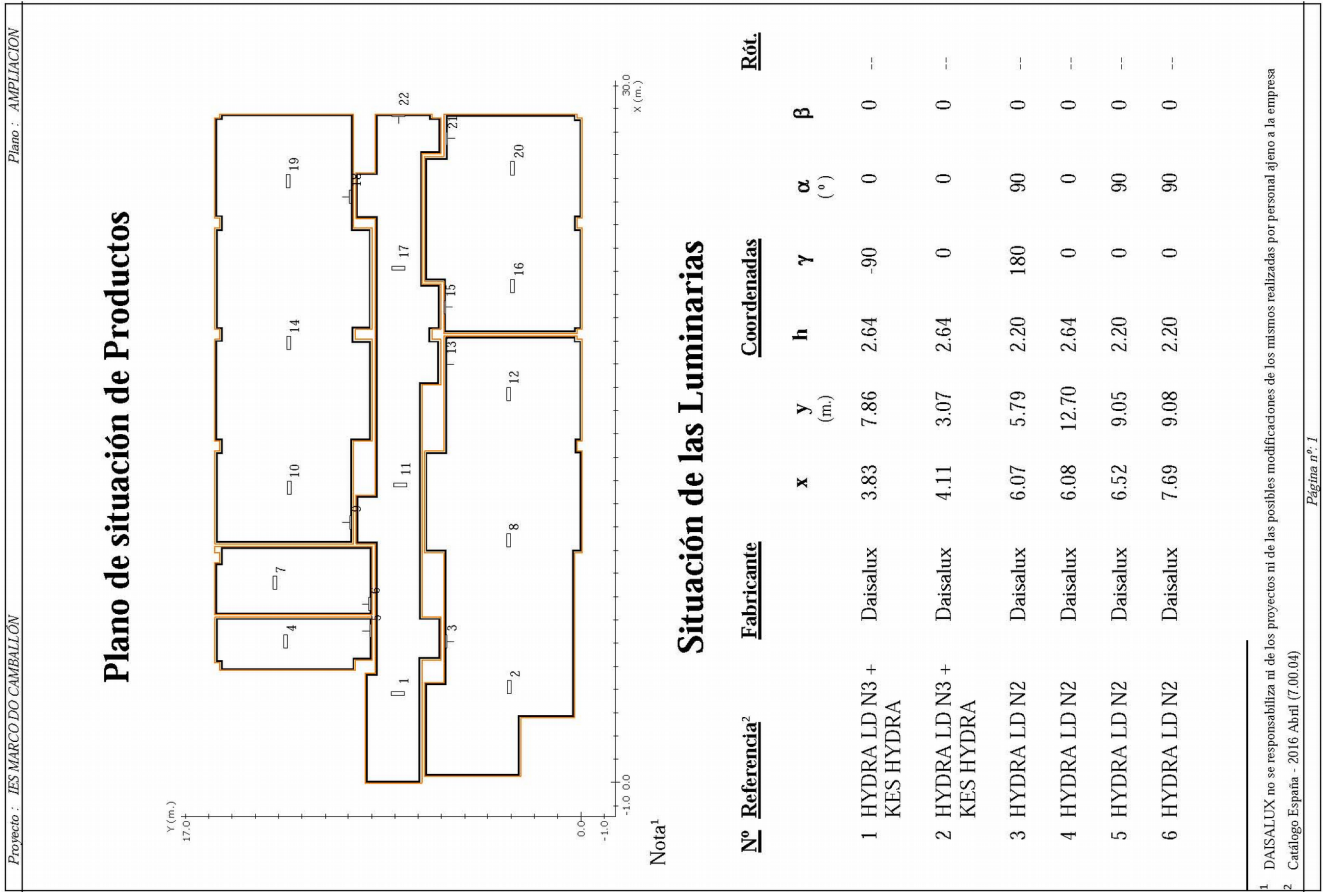 Proyecto : IES MARCO DO CAMBALLÓN
Plano : AMPLIACION
Plano de situación de Productos
Y (m.)
17.0
0.0
-1.0
-1.0 0.0
30.0
X (m.)
1
2
3
4
5
6
7
8
9
10
11
12
13
14
15
16
17
18
19
20
21
22
Nota¹
Situación de las Luminarias
Coordenadas
Nº Referencia² Fabricante x y h γ α β Rót.
(m.) ( º )
1 HYDRA LD N3 + Daisalux 3.83 7.86 2.64 -90 0 0 --
KES HYDRA
2 HYDRA LD N3 + Daisalux 4.11 3.07 2.64 0 0 0 --
KES HYDRA
3 HYDRA LD N2 Daisalux 6.07 5.79 2.20 180 90 0 --
4 HYDRA LD N2 Daisalux 6.08 12.70 2.64 0 0 0 --
5 HYDRA LD N2 Daisalux 6.52 9.05 2.20 0 90 0 --
6 HYDRA LD N2 Daisalux 7.69 9.08 2.20 0 90 0 --
1 DAISALUX no se responsabiliza ni de los proyectos ni de las posibles modificaciones de los mismos realizadas por personal ajeno a la empresa
2 Catálogo España - 2016 Abril (7.00.04)
Página nº: 1